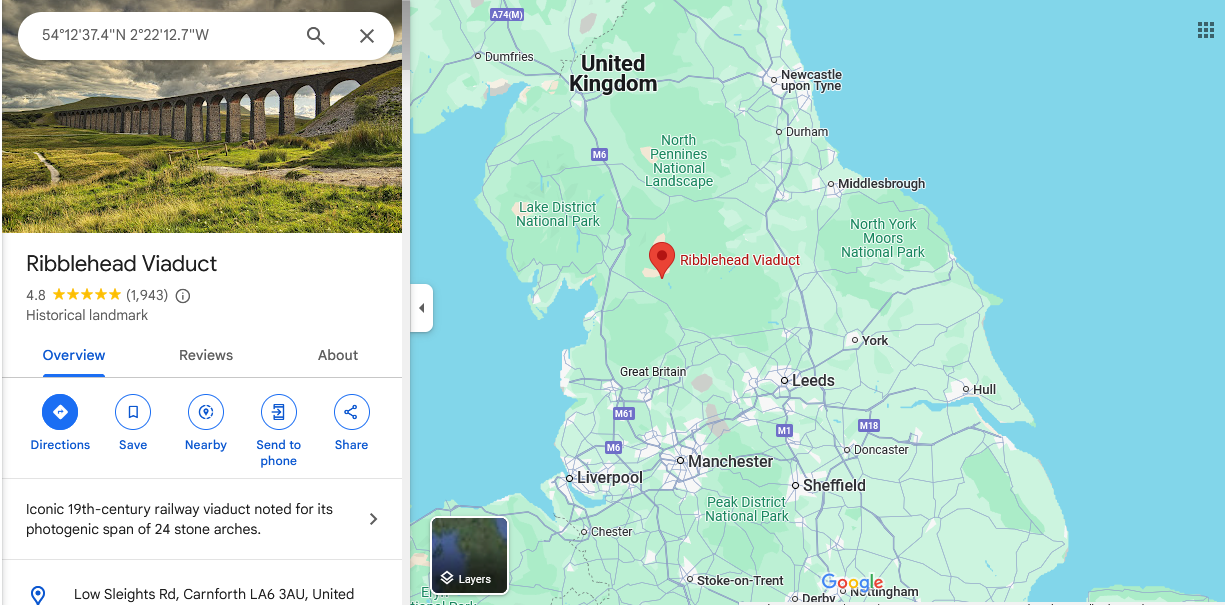 54°12'37.4"N 2°22'12.7"W
Ribblehead Viaduct
4.8 (1,943)
Historical landmark
Overview
Reviews
About
Directions
Save
Nearby
Send to
phone
Share
Iconic 19th-century railway viaduct noted for its
photogenic span of 24 stone arches.
Low Sleights Rd, Carnforth LA6 3AU, United
A74(M)
Dumfries
United
Kingdom
Newcastle
upon Tyne
Durham
M6
North
Pennines
National
Landscape
Middlesbrough
Lake District
National Park
North York
Moors
National Park
Ribblehead Viaduct
York
Great Britain
Leeds
Hull
M61
M1
M18
M6
Doncaster
Manchester
Liverpool
Sheffield
Peak District
National Park
Chester
Layers
Stoke-on-Trent
Google
Nottingham
Derby